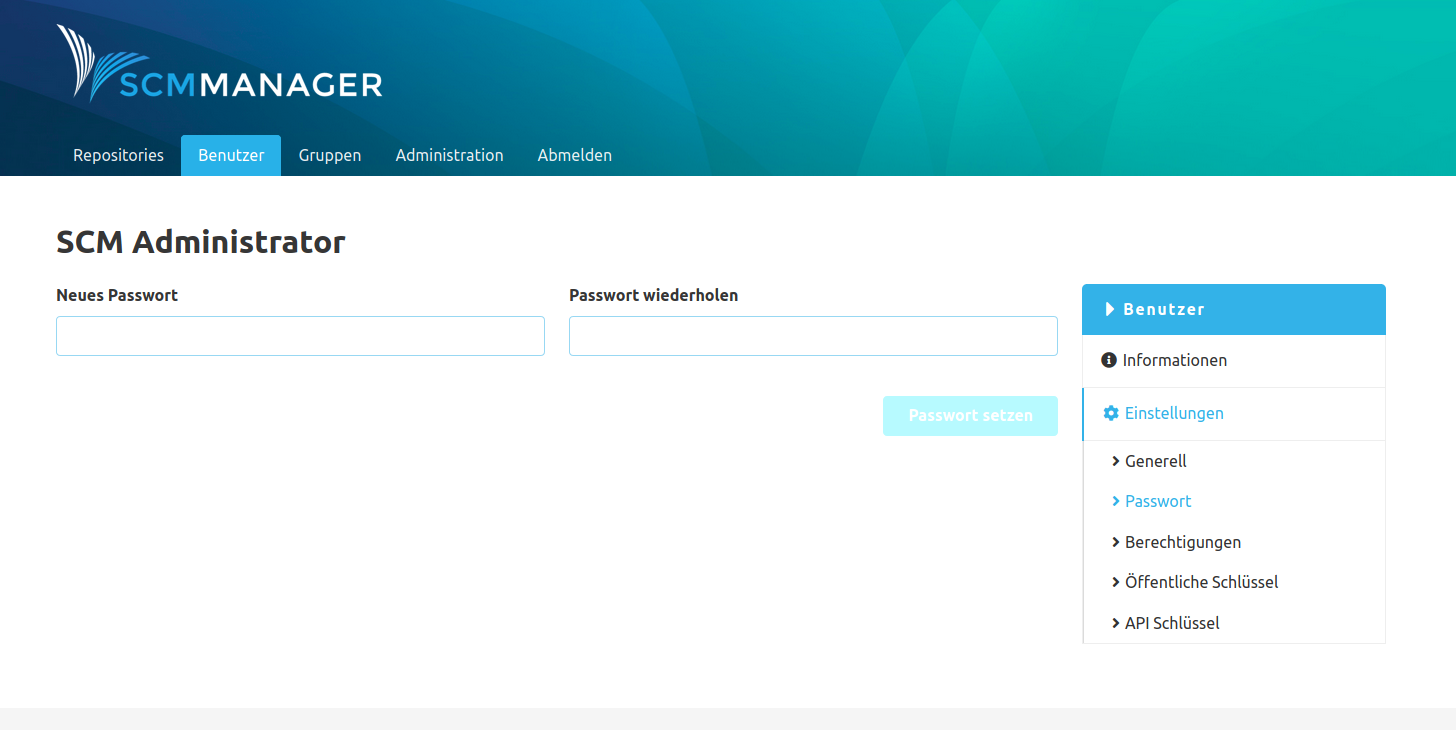 SCMMANAGER
Repositories Benutzer Gruppen Administration Abmelden
SCM Administrator
Neues Passwort Passwort wiederholen
Passwort setzen
Benutzer
Informationen
Einstellungen
Generell
Passwort
Berechtigungen
Öffentliche Schlüssel
API Schlüssel